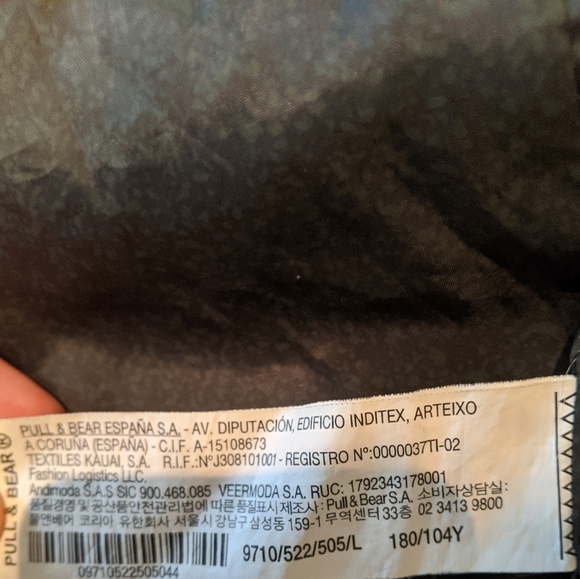 PULL & BEAR®
PULL & BEAR ESPAÑA S.A. - AV. DIPUTACIÓN, EDIFICIO INDITEX, ARTEIXO
A CORUÑA (ESPAÑA) - C.I.F. A-15108673
TEXTILES KAUAI, S.A. R.I.F.:NºJ308101001 - REGISTRO Nº:0000037TI-02
Fashion Logistics LLC.
Andimoda S.A.S SIC 900.468.085 VEERMODA S.A. RUC: 1792343178001
품질경영 및 공산품안전관리법에 따른 품질표시 제조사 : Pull & Bear S.A. 소비자상담실:
풀앤베어 코리아 유한회사 서울시 강남구 삼성동 159-1 무역센터 33층 02 3413 9800
9710/522/505/L 180/104Y
09710522505044